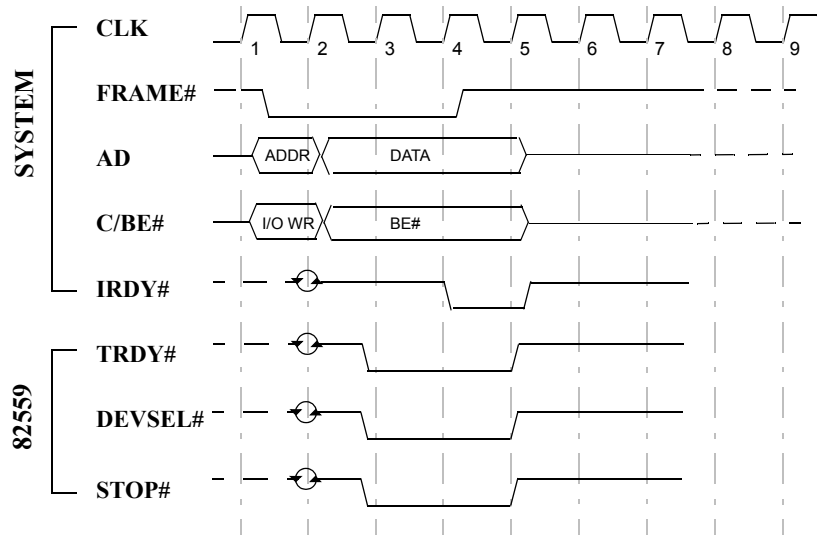 CLK
1 2 3 4 5 6 7 8 9
FRAME#
AD ADDR DATA
C/BE# I/O WR BE#
IRDY#
SYSTEM
TRDY#
DEVSEL#
STOP#
82559